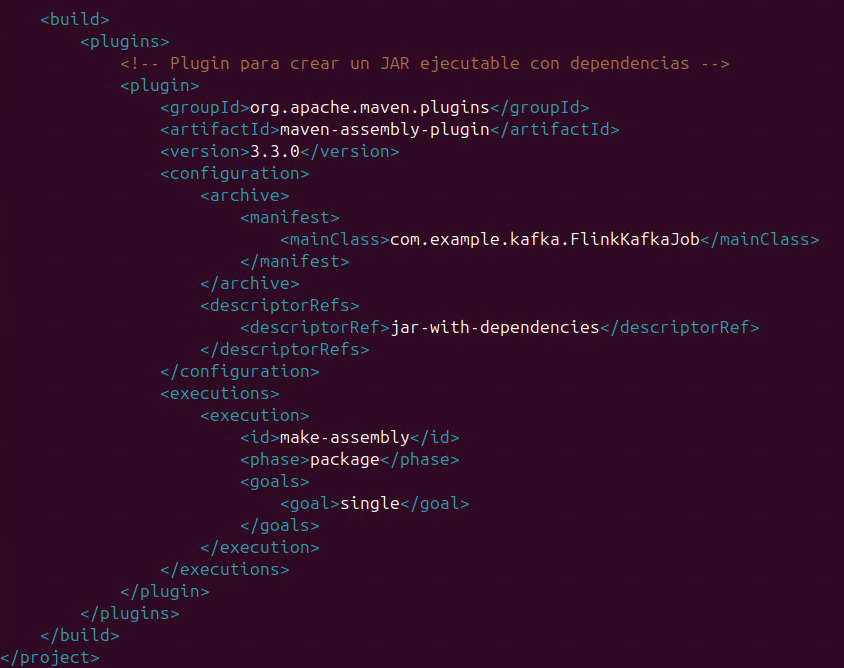 <build>
<plugins>
<!-- Plugin para crear un JAR ejecutable con dependencias -->
<plugin>
<groupId>org.apache.maven.plugins</groupId>
<artifactId>maven-assembly-plugin</artifactId>
<version>3.3.0</version>
<configuration>
<archive>
<manifest>
<mainClass>com.example.kafka.FlinkKafkaJob</mainClass>
</manifest>
</archive>
<descriptorRefs>
<descriptorRef>jar-with-dependencies</descriptorRef>
</descriptorRefs>
</configuration>
<executions>
<execution>
<id>make-assembly</id>
<phase>package</phase>
<goals>
<goal>single</goal>
</goals>
</execution>
</executions>
</plugin>
</plugins>
</build>
</project>